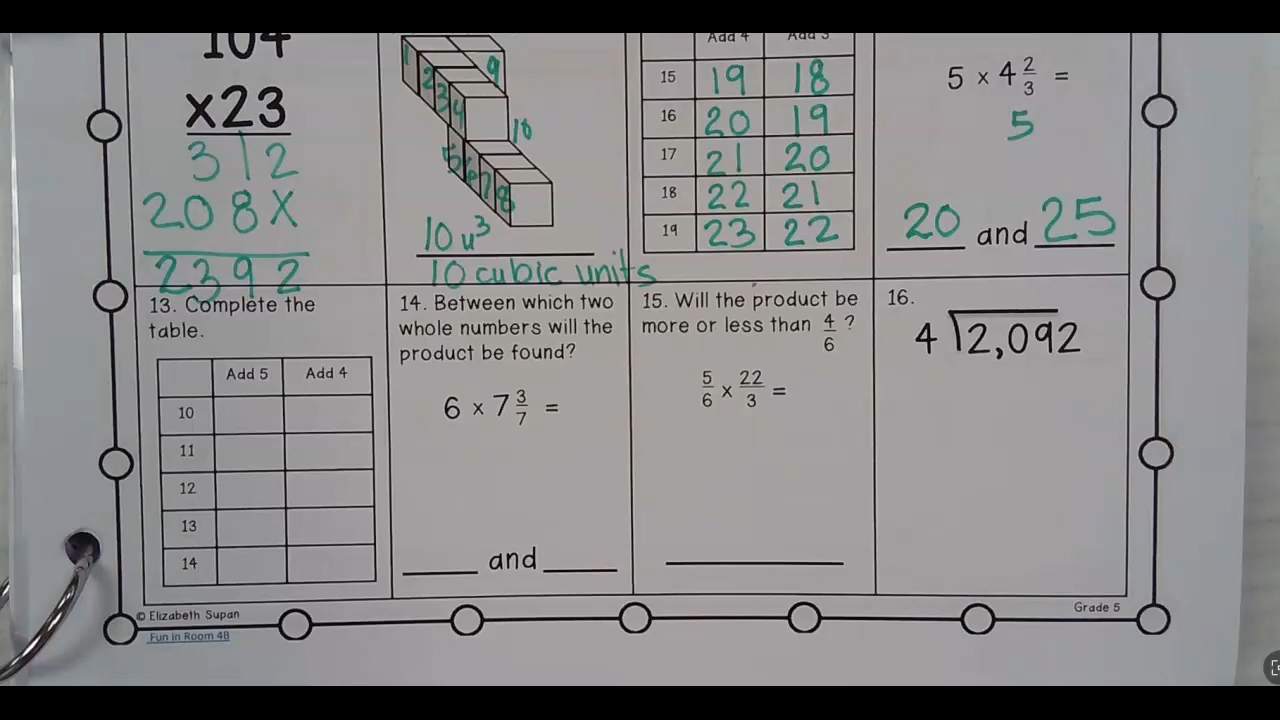 104
x23
312
208X
2392
1
2
3
4
5
6
7
8
9
10
10 u³
10 cubic units
Add 4 Add 3
15 19 18
16 20 19
17 21 20
18 22 21
19 23 22
5 × 4 2/3 =
5
20 and 25
13. Complete the
table.
Add 5 Add 4
10
11
12
13
14
14. Between which two
whole numbers will the
product be found?
6 × 7 3/7 =
___ and ___
15. Will the product be
more or less than 4/6 ?
5/6 × 22/3 =
16.
4 2,092
© Elizabeth Supan
Fun in Room 4B
Grade 5